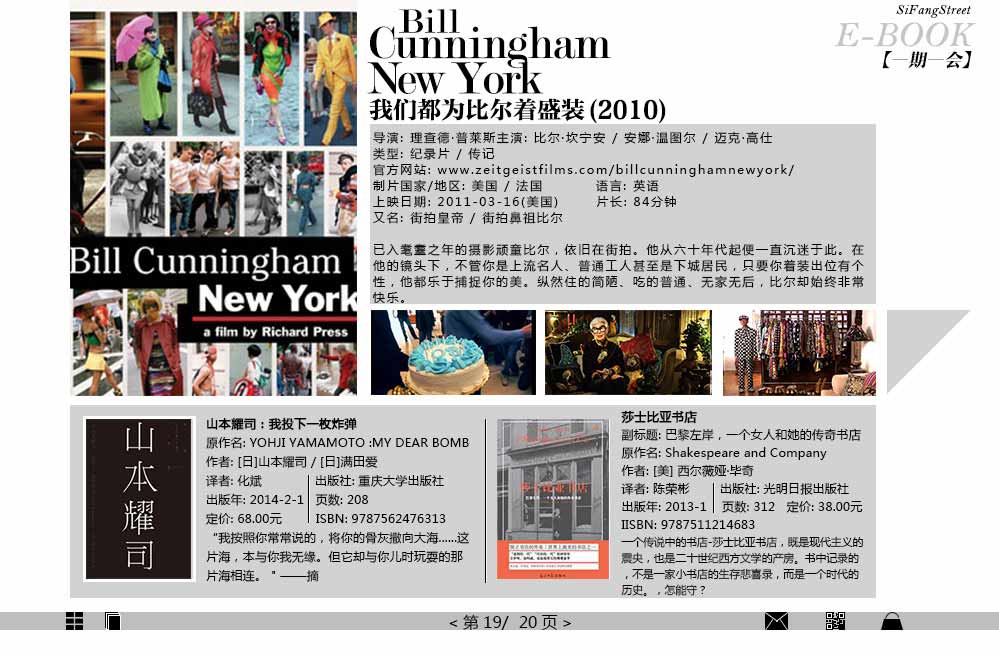 SiFangStreet
E-BOOK
【一期一会】
Bill
Cunningham
New York
我们都为比尔着盛装 (2010)
导演: 理查德·普莱斯主演: 比尔·坎宁安 / 安娜·温图尔 / 迈克·高仕
类型: 纪录片 / 传记
官方网站: www.zeitgeistfilms.com/billcunninghamnewyork/
制片国家/地区: 美国 / 法国 语言: 英语
上映日期: 2011-03-16(美国) 片长: 84分钟
又名: 街拍皇帝 / 街拍鼻祖比尔
已入耄耋之年的摄影顽童比尔，依旧在街拍。他从六十年代起便一直沉迷于此。在
他的镜头下，不管你是上流名人、普通工人甚至是下城居民，只要你着装出位有个
性，他都乐于捕捉你的美。纵然住的简陋、吃的普通、无家无后，比尔却始终非常
快乐。
Bill Cunningham
New York
a film by Richard Press
山本耀司
山本耀司：我投下一枚炸弹
原作名: YOHJI YAMAMOTO :MY DEAR BOMB
作者: [日]山本耀司 / [日]满田爱
译者: 化斌 出版社: 重庆大学出版社
出版年: 2014-2-1 页数: 208
定价: 68.00元 ISBN: 9787562476313
“我按照你常常说的，将你的骨灰撒向大海......这
片海，本与你我无缘。但它却与你儿时玩耍的那
片海相连。＂——摘
莎士比亚书店
莎士比亚书店
副标题: 巴黎左岸，一个女人和她的传奇书店
原作名: Shakespeare and Company
作者: [美] 西尔薇娅·毕奇
译者: 陈荣彬 出版社: 光明日报出版社
出版年: 2013-1 页数: 312 定价: 38.00元
IISBN: 9787511214683
一个传说中的书店-莎士比亚书店，既是现代主义的
震央，也是二十世纪西方文学的产房。书中记录的
，不是一家小书店的生存悲喜录，而是一个时代的
历史。，怎能守？
< 第 19/ 20 页 >